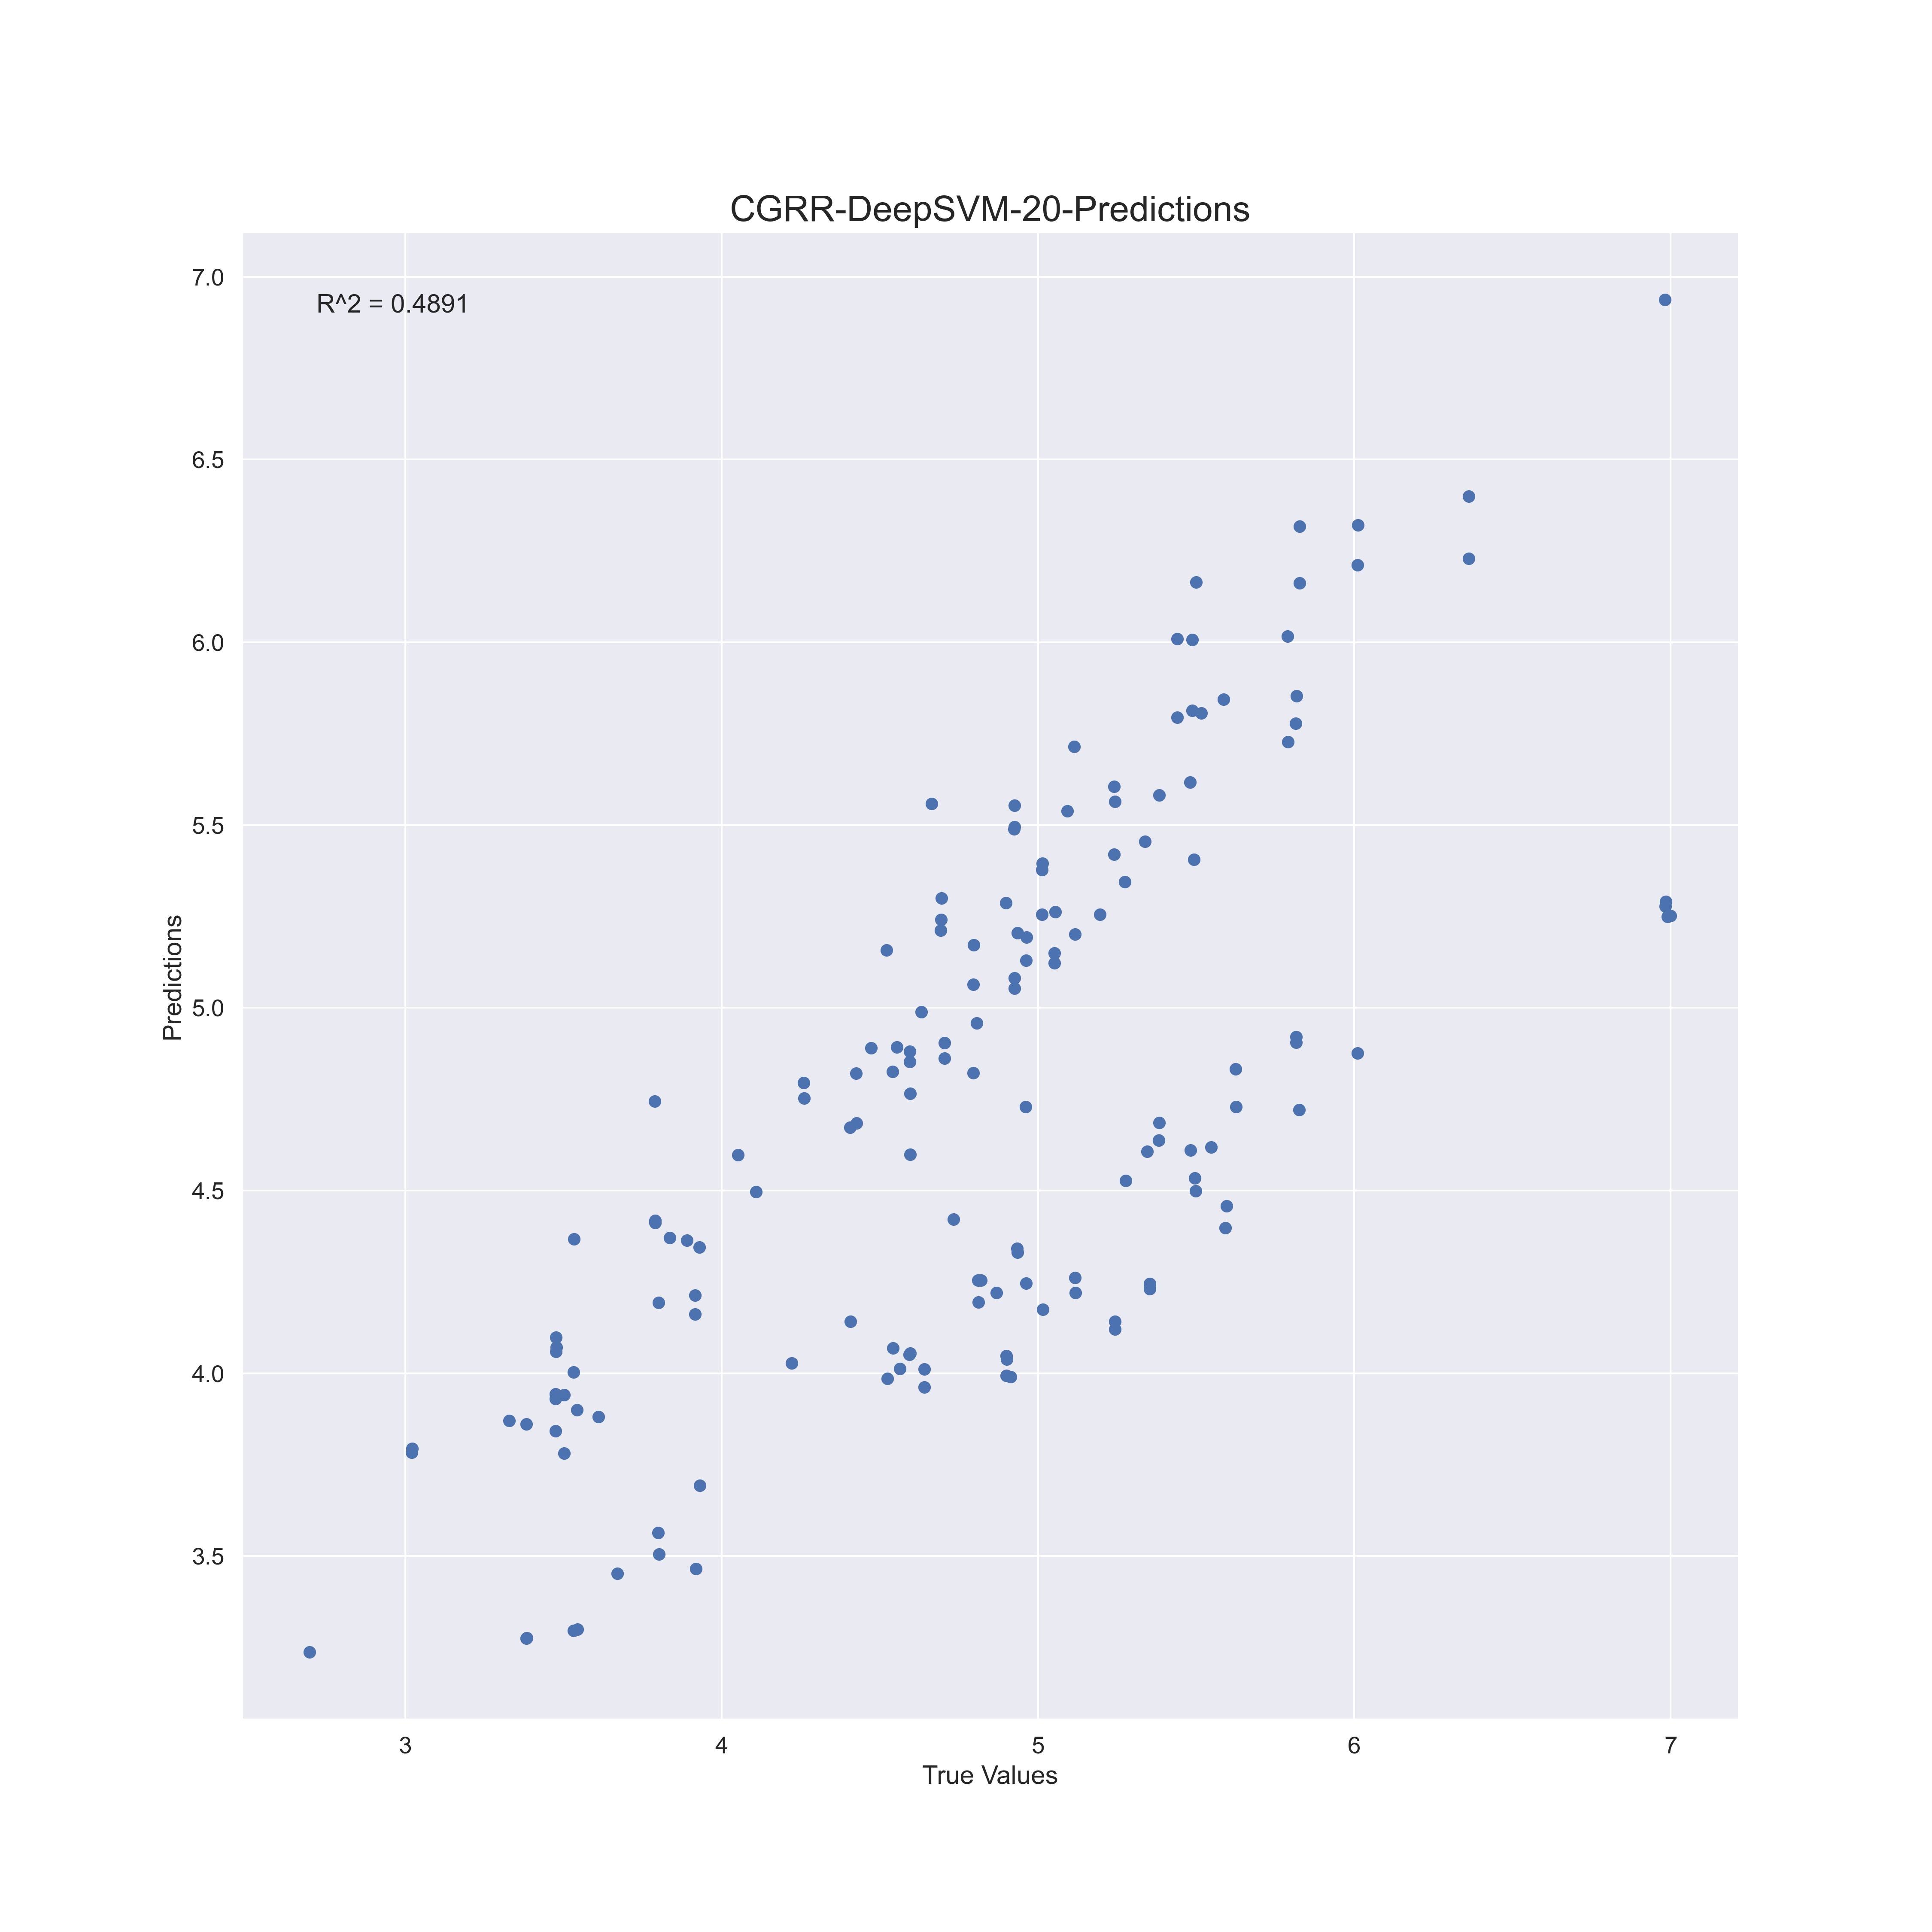 CGRR-DeepSVM-20-Predictions
R^2 = 0.4891
7.0
6.5
6.0
5.5
5.0
4.5
4.0
3.5
Predictions
3 4 5 6 7
True Values